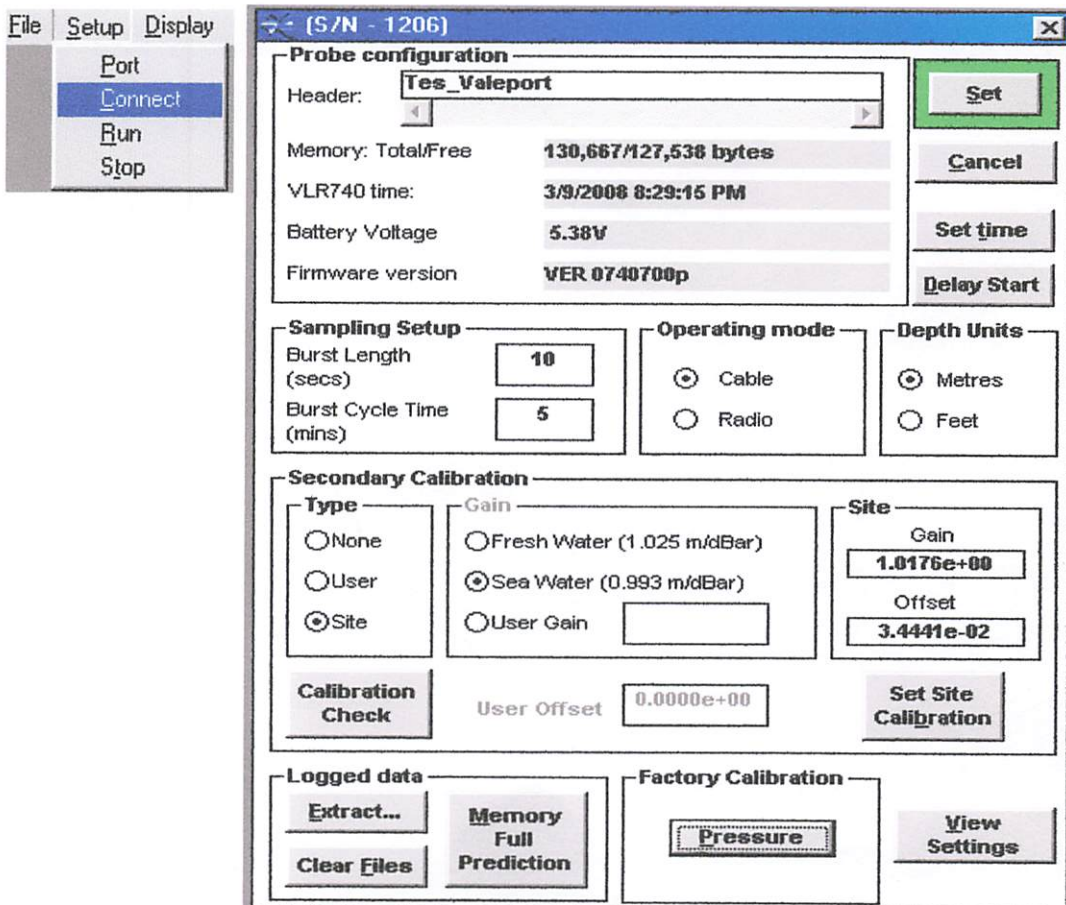 File Setup Display
Port
Connect
Run
Stop
(S/N - 1206)
Probe configuration
Header: Tes_Valeport
Memory: Total/Free 130,667/127,538 bytes
VLR740 time: 3/9/2008 8:29:15 PM
Battery Voltage 5.38V
Firmware version VER 0740700p
Set
Cancel
Set time
Delay Start
Sampling Setup
Burst Length
(secs)
10
Burst Cycle Time
(mins)
5
Operating mode
Cable
Radio
Depth Units
Metres
Feet
Secondary Calibration
Type
None
User
Site
Gain
Fresh Water (1.025 m/dBar)
Sea Water (0.993 m/dBar)
User Gain
Site
Gain
1.0176e+00
Offset
3.4441e-02
Calibration
Check
User Offset 0.0000e+00
Set Site
Calibration
Logged data
Extract...
Clear Files
Memory
Full
Prediction
Factory Calibration
Pressure
View
Settings